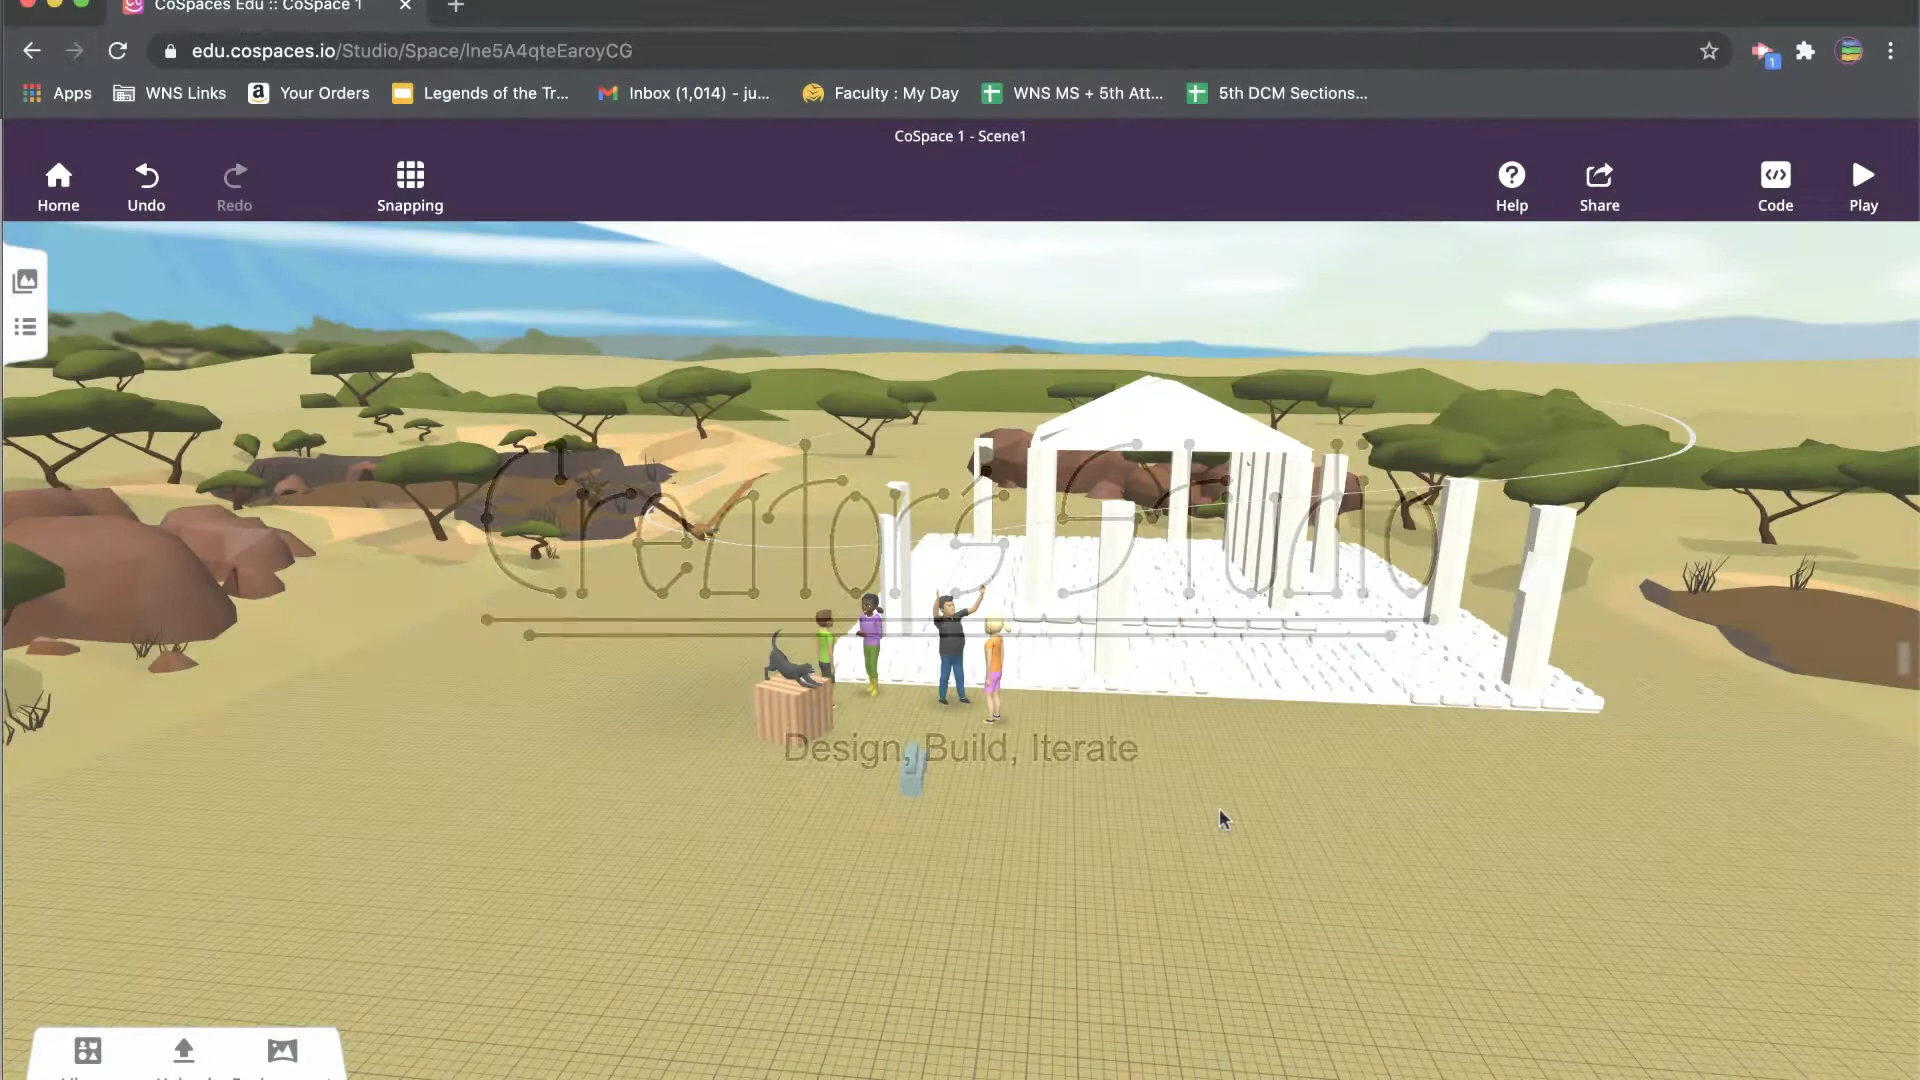 CoSpaces Edu :: CoSpace 1
edu.cospaces.io/Studio/Space/lne5A4qteEaroyCG
1
Apps
WNS Links
Your Orders
Legends of the Tr...
Inbox (1,014) - ju...
Faculty : My Day
WNS MS + 5th Att...
5th DCM Sections...
CoSpace 1 - Scene1
Home
Undo
Redo
Snapping
Help
Share
Code
Play
Creator's Studio
Design, Build, Iterate